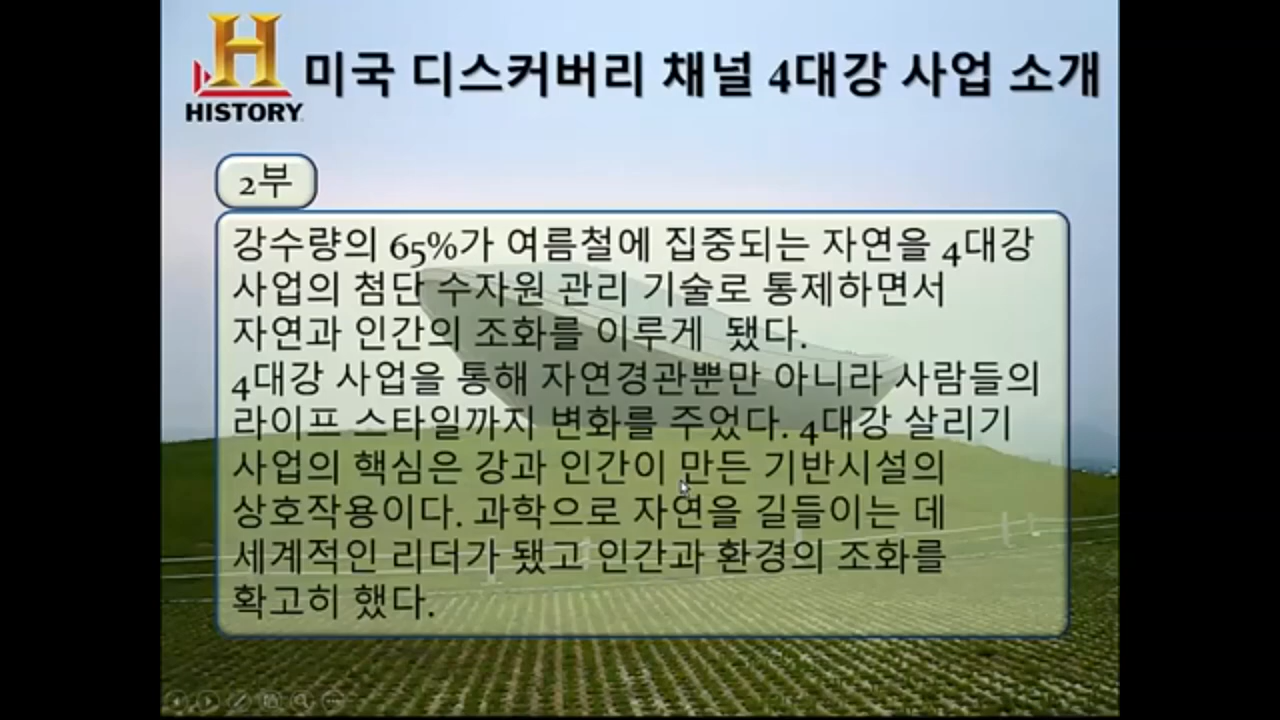 HISTORY
미국 디스커버리 채널 4대강 사업 소개
2부
강수량의 65%가 여름철에 집중되는 자연을 4대강
사업의 첨단 수자원 관리 기술로 통제하면서
자연과 인간의 조화를 이루게 됐다.
4대강 사업을 통해 자연경관뿐만 아니라 사람들의
라이프 스타일까지 변화를 주었다. 4대강 살리기
사업의 핵심은 강과 인간이 만든 기반시설의
상호작용이다. 과학으로 자연을 길들이는 데
세계적인 리더가 됐고 인간과 환경의 조화를
확고히 했다.